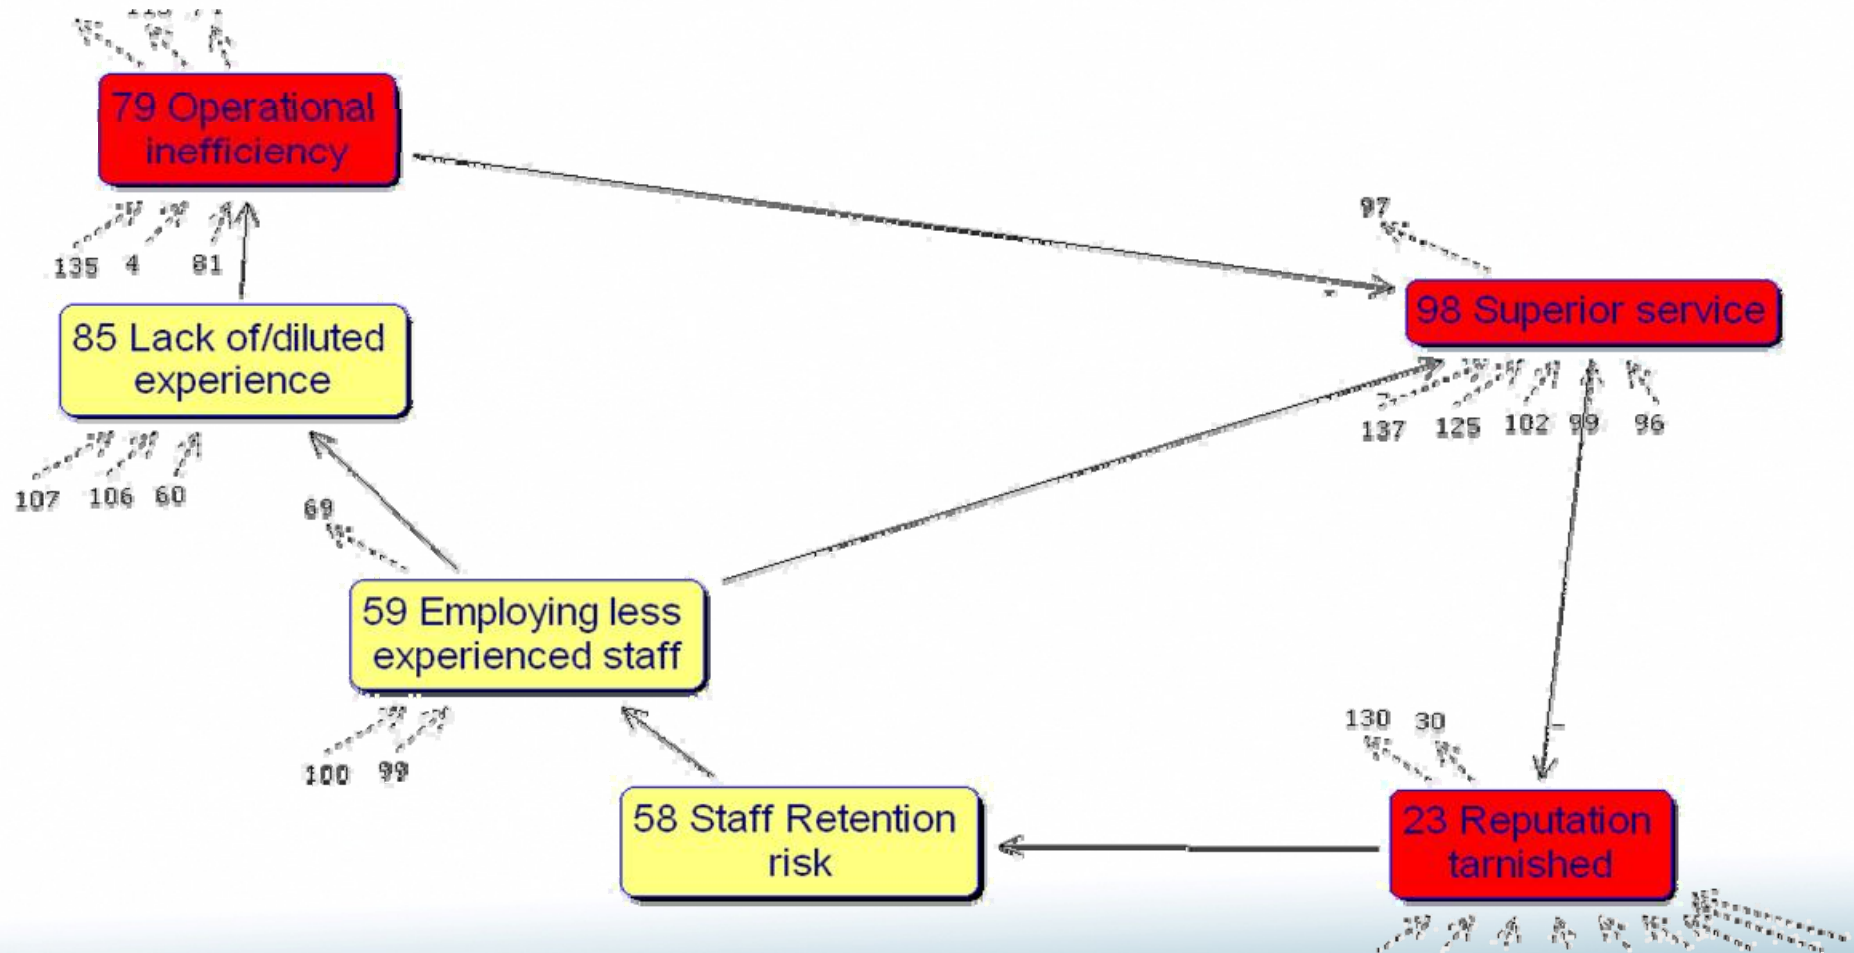 79 Operational
inefficiency
135 4 81
97
98 Superior service
85 Lack of/diluted
experience
137 125 102 99 96
107 106 60
69
59 Employing less
experienced staff
100 99
130 30
58 Staff Retention
risk
23 Reputation
tarnished